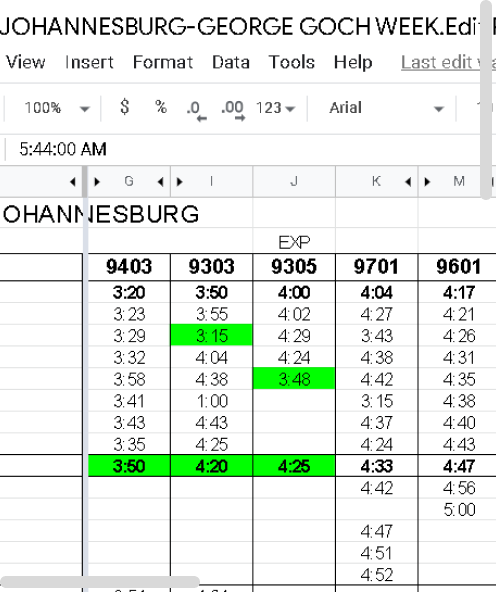 JOHANNESBURG-GEORGE GOCH WEEK.Edi
View Insert Format Data Tools Help Last edit
100% $ % .0 .00 123 Arial
5:44:00 AM
G I J K M
OHANNESBURG
EXP
9403 9303 9305 9701 9601
3:20 3:50 4:00 4:04 4:17
3:23 3:55 4:02 4:27 4:21
3:29 3:15 4:29 3:43 4:26
3:32 4:04 4:24 4:38 4:31
3:58 4:38 3:48 4:42 4:35
3:41 1:00 3:15 4:38
3:43 4:43 4:37 4:40
3:35 4:25 4:24 4:43
3:50 4:20 4:25 4:33 4:47
4:42 4:56
5:00
4:47
4:51
4:52